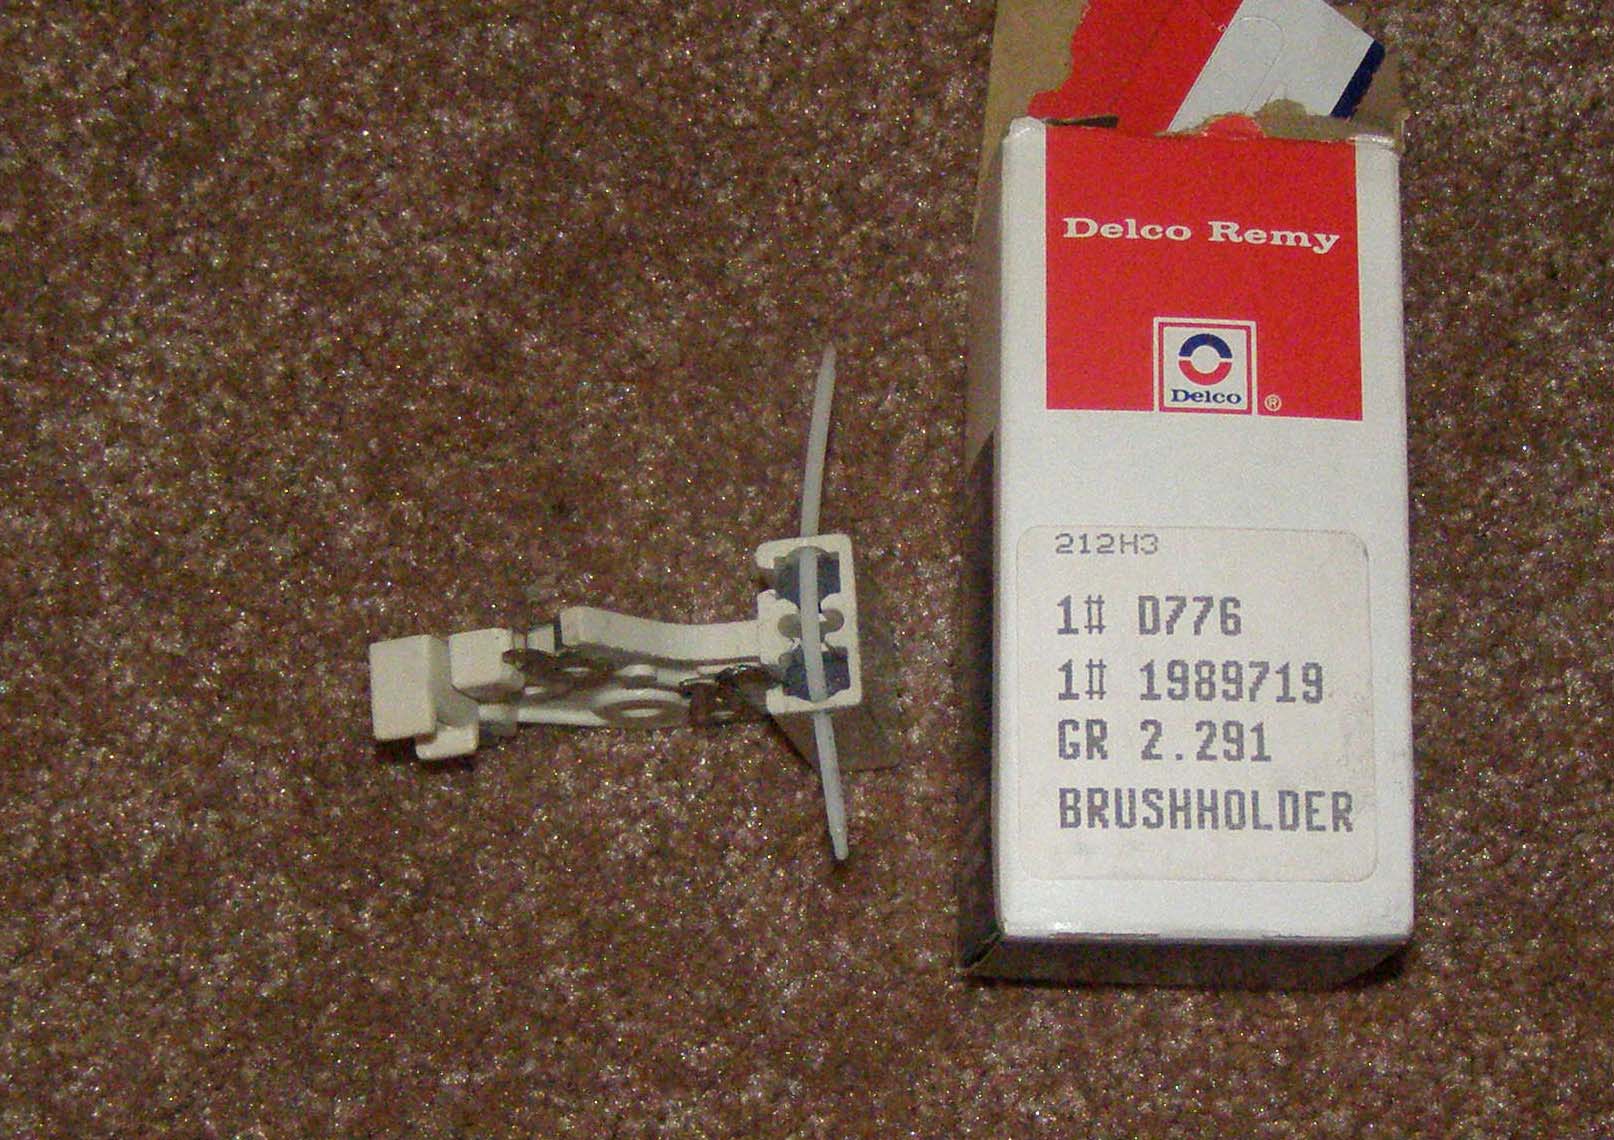 Delco Remy
Delco ®
212H3
1# D776
1# 1989719
GR 2.291
BRUSHHOLDER